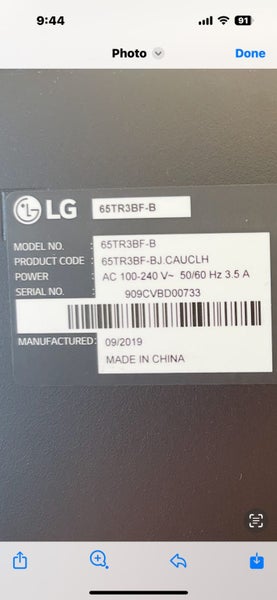 9:44
91
Photo
Done
LG 65TR3BF-B
MODEL NO. : 65TR3BF-B
PRODUCT CODE : 65TR3BF-BJ.CAUCLH
POWER : AC 100-240 V~ 50/60 Hz 3.5 A
SERIAL NO. : 909CVBD00733
MANUFACTURED: 09/2019
MADE IN CHINA